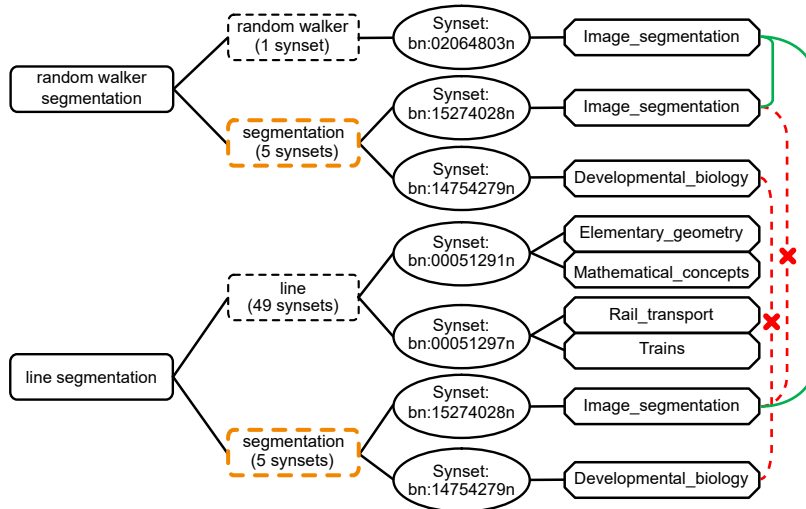 random walker
segmentation
random walker
(1 synset)
Synset:
bn:02064803n
Image_segmentation
segmentation
(5 synsets)
Synset:
bn:15274028n
Image_segmentation
Synset:
bn:14754279n
Developmental_biology
line segmentation
line
(49 synsets)
Synset:
bn:00051291n
Elementary_geometry
Mathematical_concepts
Synset:
bn:00051297n
Rail_transport
Trains
segmentation
(5 synsets)
Synset:
bn:15274028n
Image_segmentation
Synset:
bn:14754279n
Developmental_biology